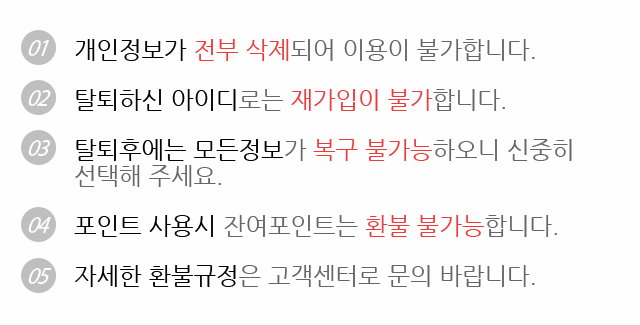 01 개인정보가 전부 삭제되어 이용이 불가합니다.
02 탈퇴하신 아이디로는 재가입이 불가합니다.
03 탈퇴후에는 모든정보가 복구 불가능하오니 신중히
선택해 주세요.
04 포인트 사용시 잔여포인트는 환불 불가능합니다.
05 자세한 환불규정은 고객센터로 문의 바랍니다.